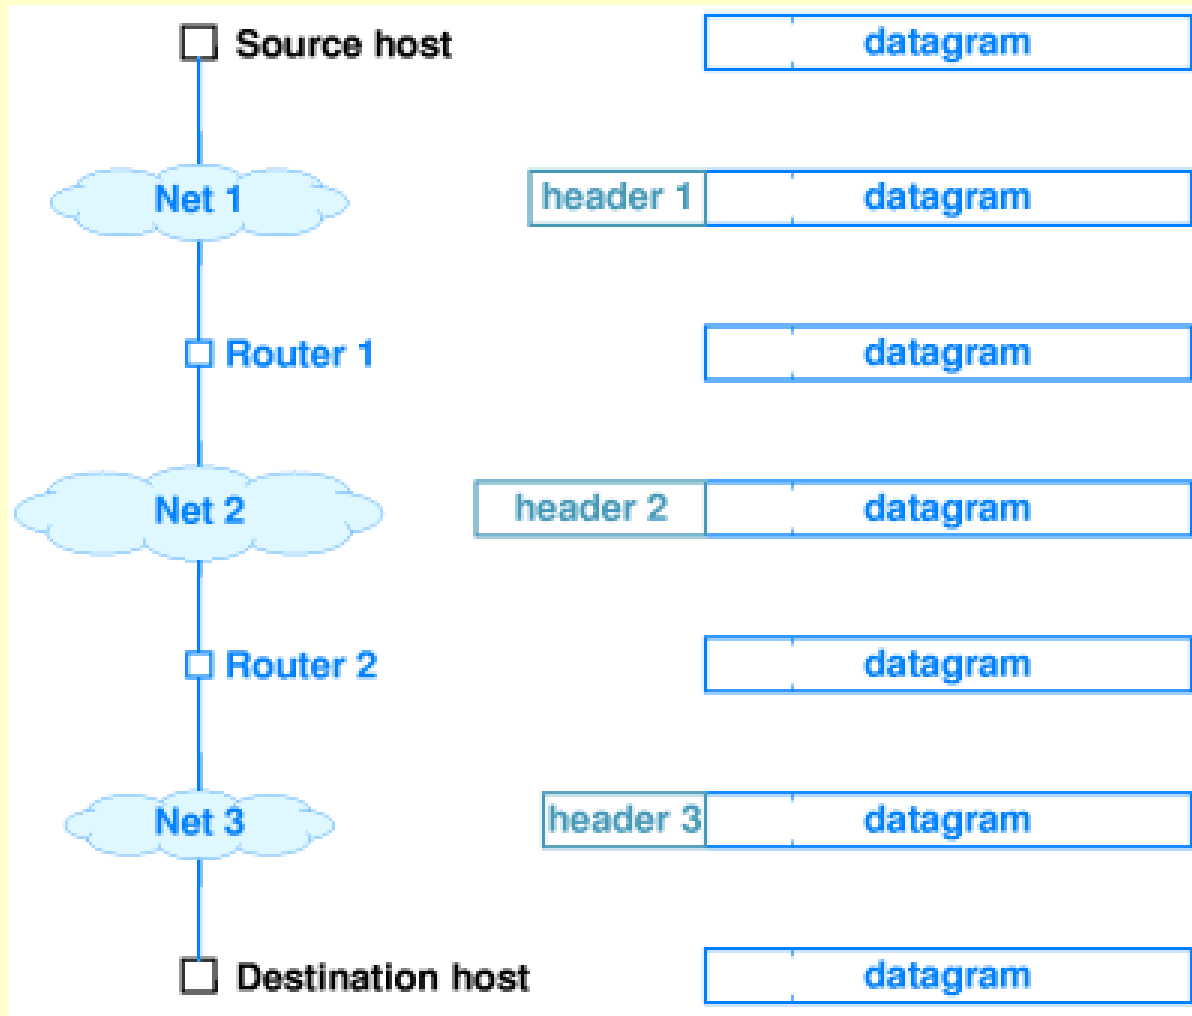 Source host datagram
Net 1 header 1 datagram
Router 1 datagram
Net 2 header 2 datagram
Router 2 datagram
Net 3 header 3 datagram
Destination host datagram